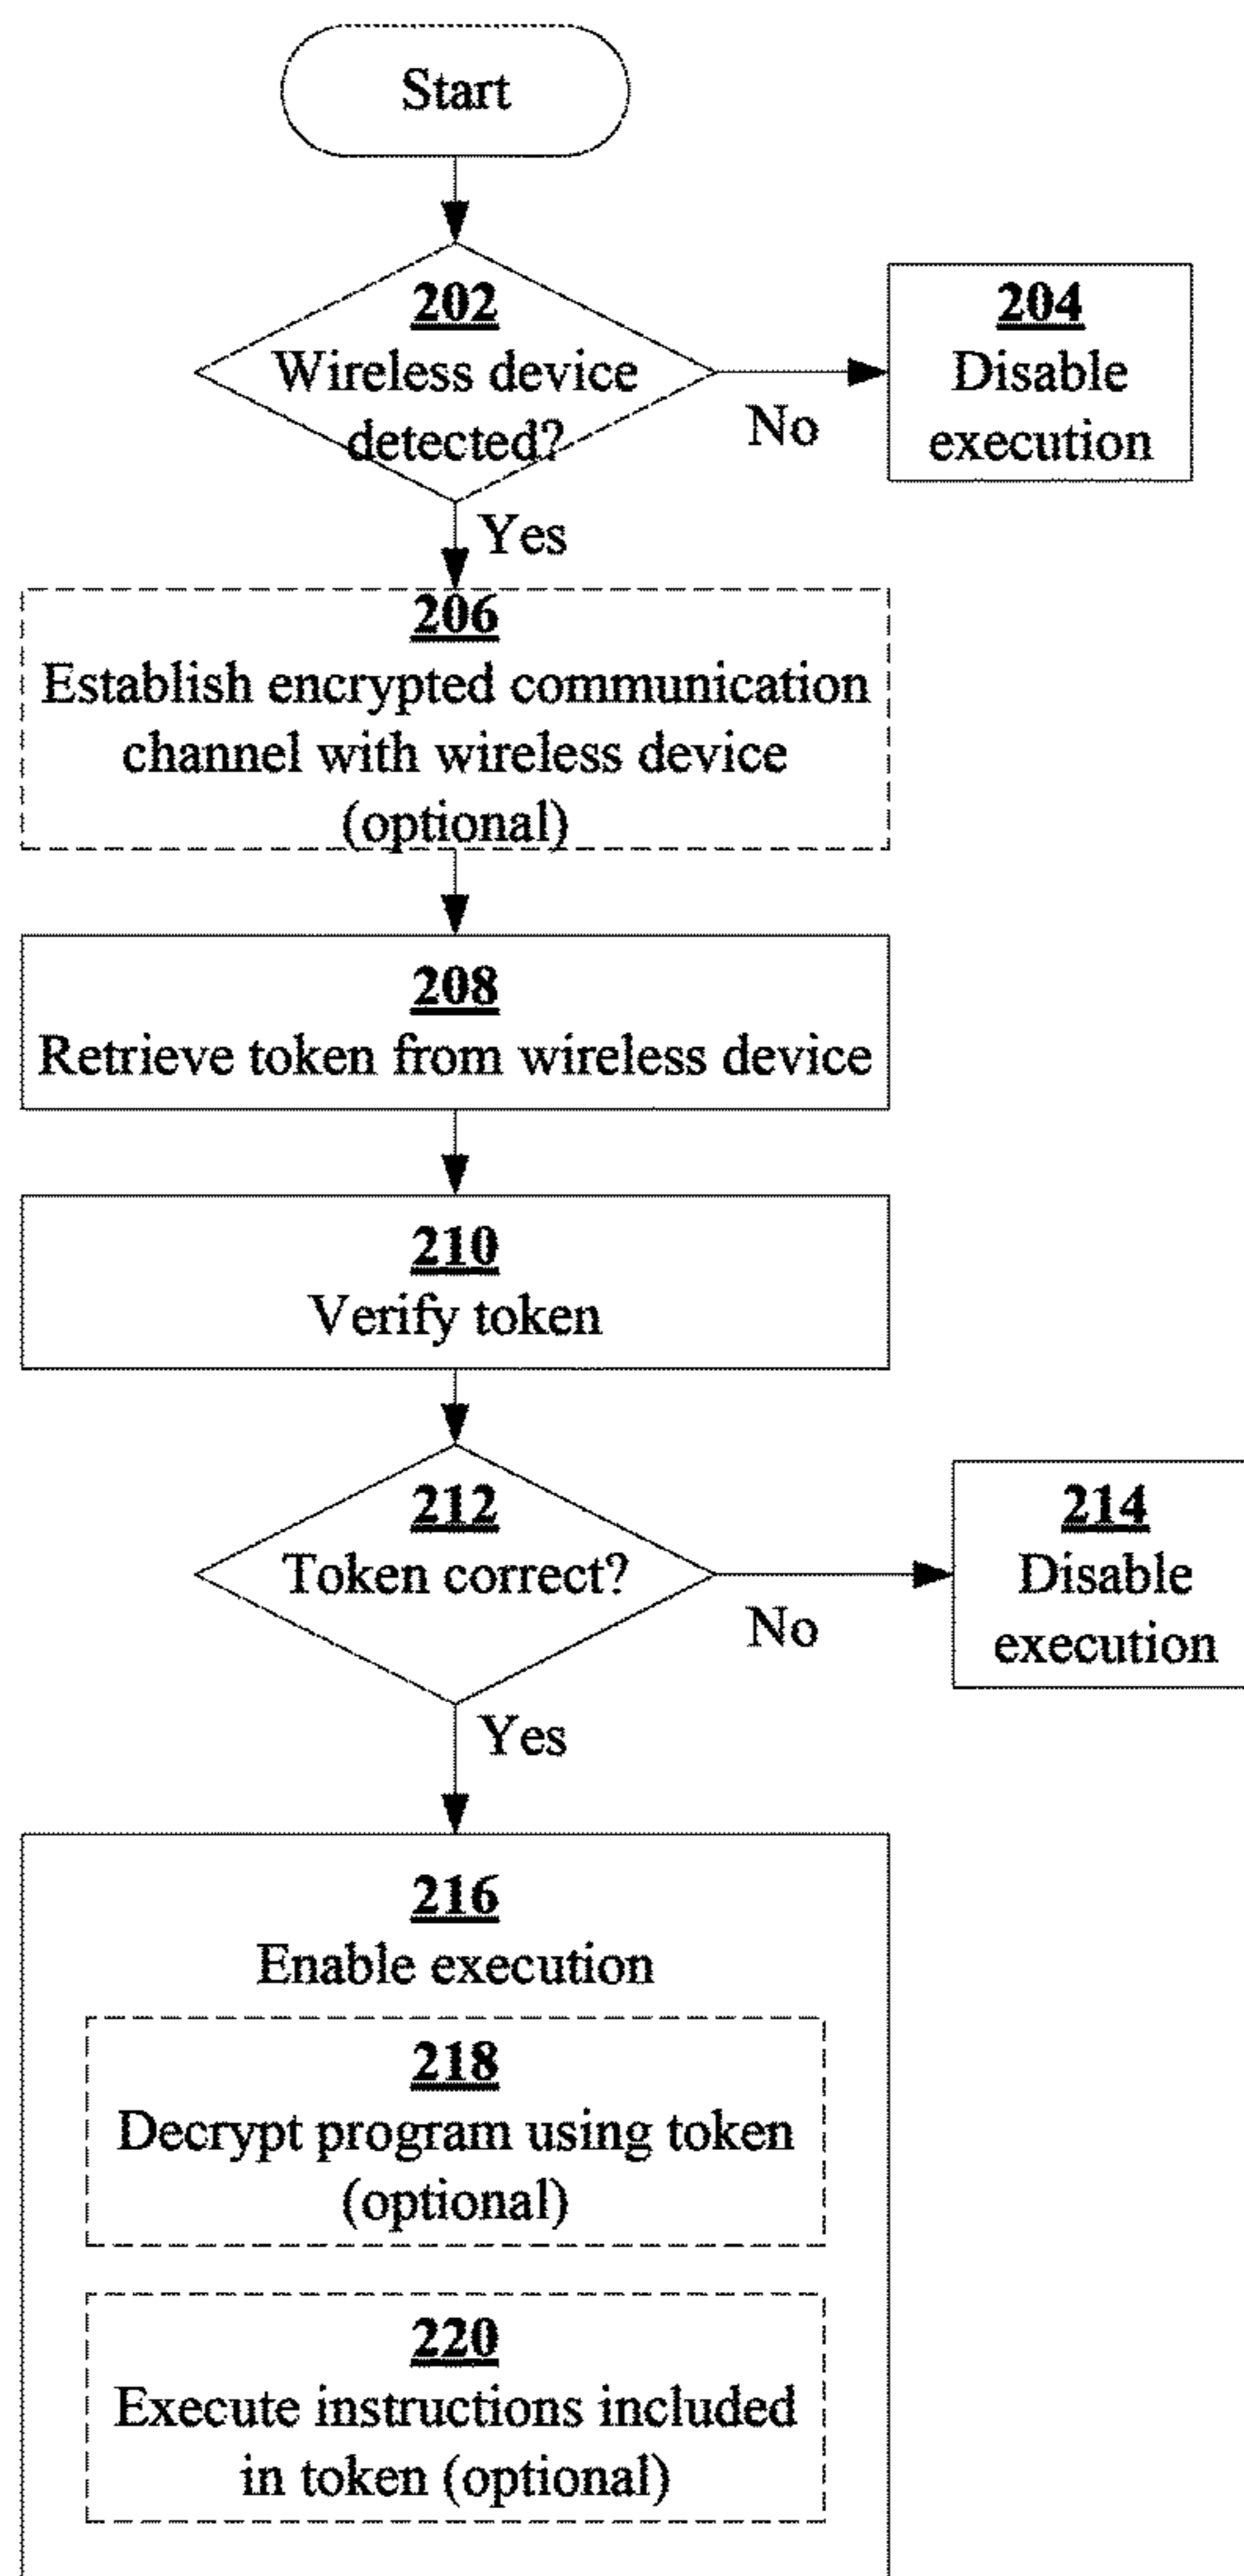 Start
202
Wireless device
detected?
204
Disable
execution
No
Yes
206
Establish encrypted communication
channel with wireless device
(optional)
208
Retrieve token from wireless device
210
Verify token
212
Token correct?
214
Disable
execution
No
Yes
216
Enable execution
218
Decrypt program using token
(optional)
220
Execute instructions included
in token (optional)